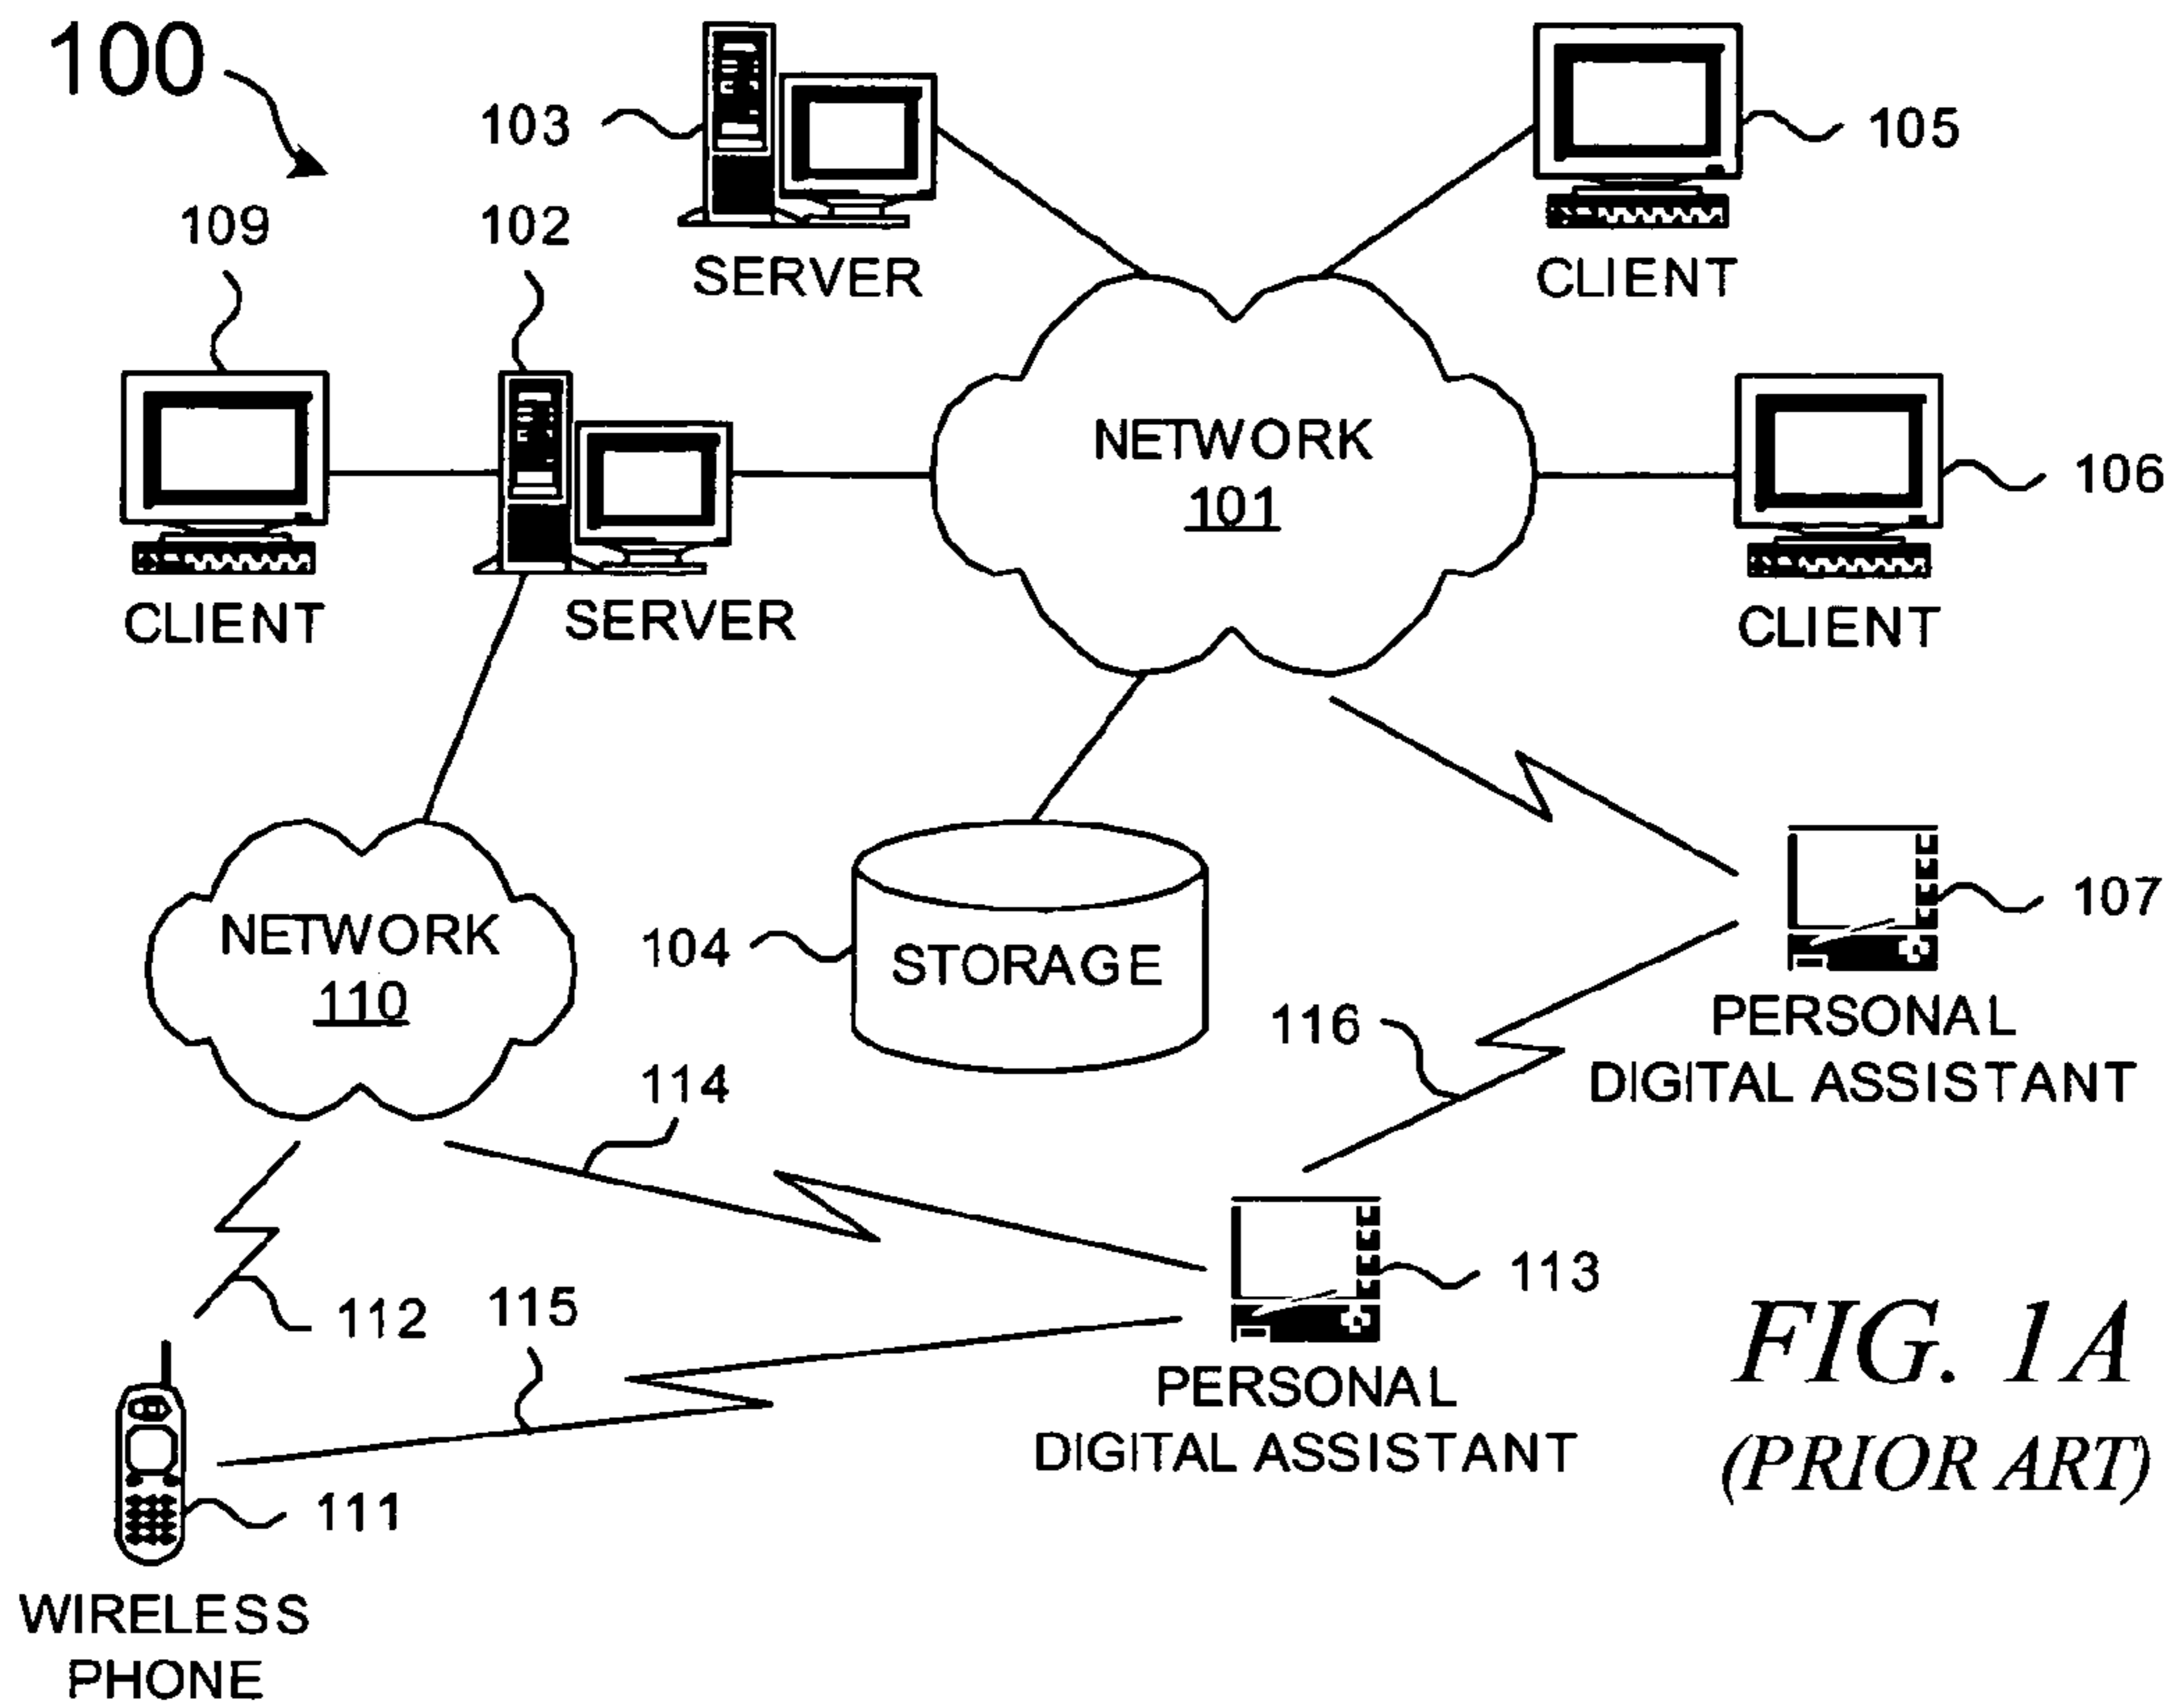 100
103
105
109
102
SERVER
CLIENT
NETWORK
101
106
CLIENT
SERVER
CLIENT
NETWORK
110
104
STORAGE
107
PERSONAL
DIGITAL ASSISTANT
116
114
113
112
115
PERSONAL
DIGITAL ASSISTANT
111
WIRELESS
PHONE
FIG. 1A
(PRIOR ART)